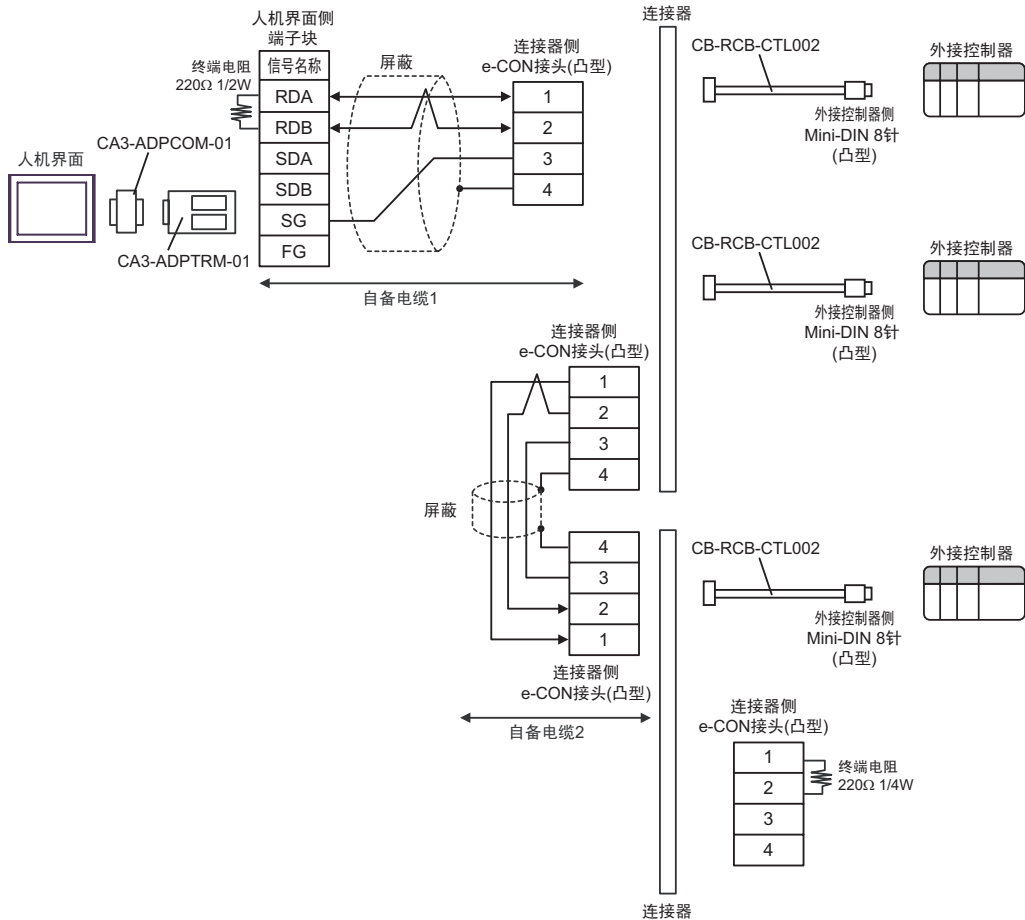 连接器
人机界面侧
端子块
信号名称
RDA
RDB
SDA
SDB
SG
FG
终端电阻
220Ω 1/2W
屏蔽
连接器侧
e-CON接头(凸型)
1
2
3
4
人机界面
CA3-ADPCOM-01
CA3-ADPTRM-01
自备电缆1
CB-RCB-CTL002
外接控制器侧
Mini-DIN 8针
(凸型)
外接控制器
CB-RCB-CTL002
外接控制器侧
Mini-DIN 8针
(凸型)
外接控制器
连接器侧
e-CON接头(凸型)
1
2
3
4
屏蔽
4
3
2
1
连接器侧
e-CON接头(凸型)
自备电缆2
CB-RCB-CTL002
外接控制器侧
Mini-DIN 8针
(凸型)
外接控制器
连接器侧
e-CON接头(凸型)
1
2
3
4
终端电阻
220Ω 1/4W
连接器